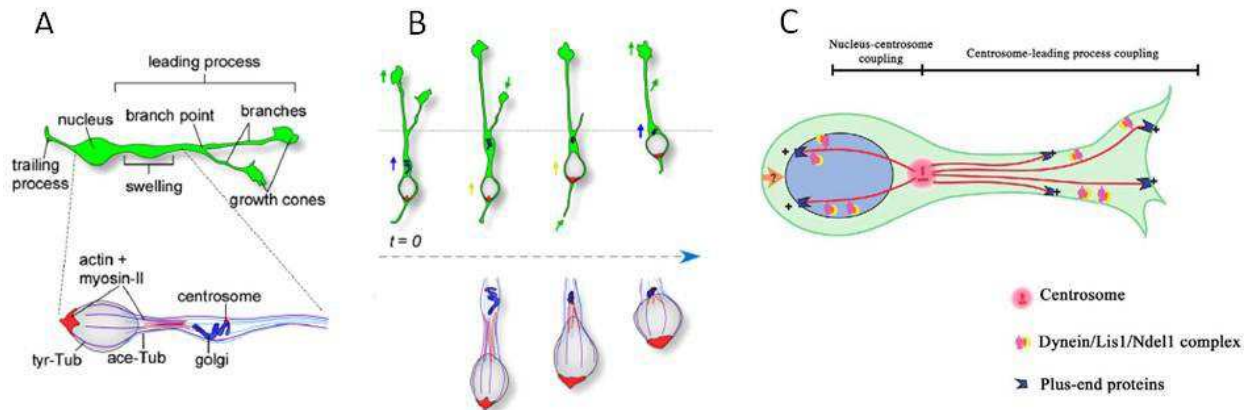 A
leading process
nucleus
branch point
branches
trailing
process
swelling
growth cones
actin +
myosin-II
centrosome
tyr-Tub
ace-Tub
golgi
B
t = 0
C
Nucleus-centrosome
coupling
Centrosome-leading process coupling
+
+
?
+
+
+
+
Centrosome
Dynein/Lis1/Ndel1 complex
Plus-end proteins